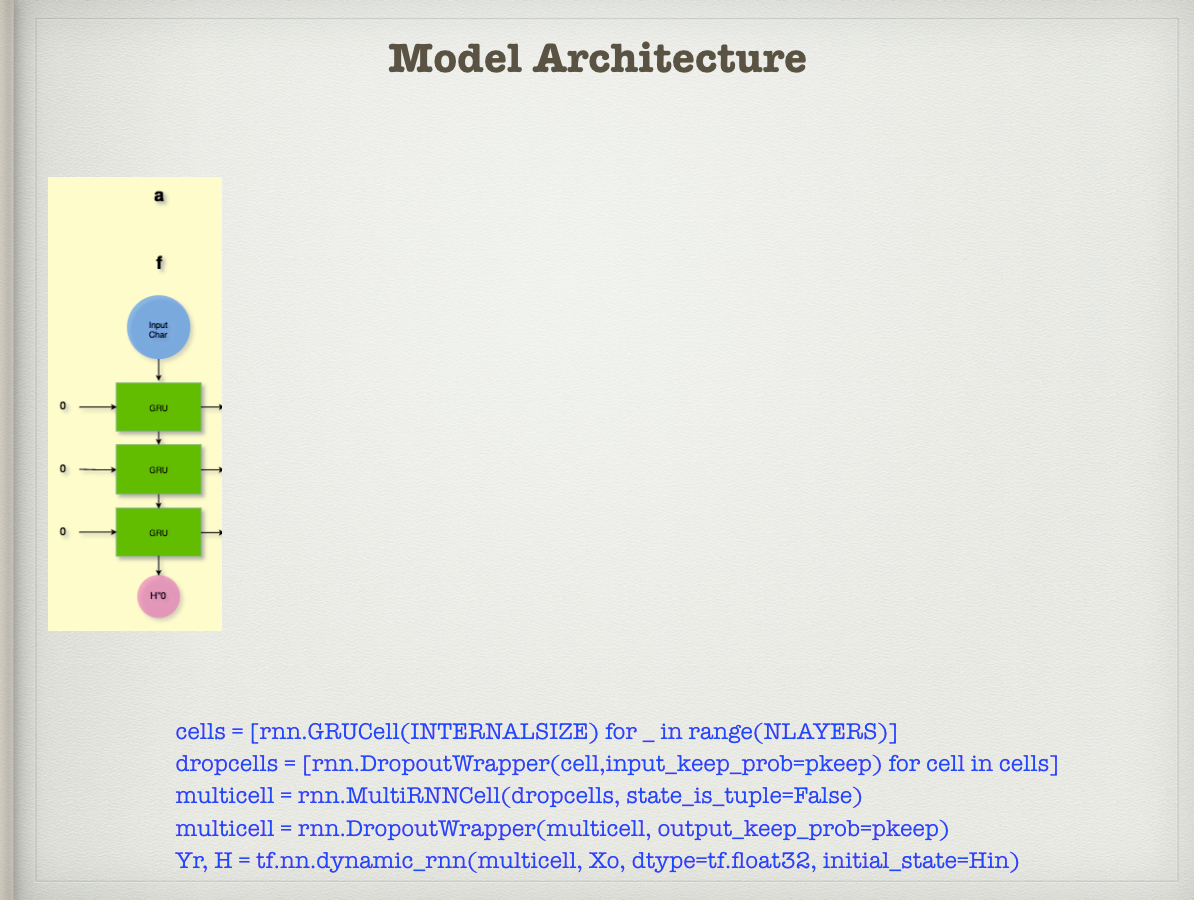 Model Architecture
a
f
Input
Char
0
GRU
0
GRU
0
GRU
H"0
cells = [rnn.GRUCell(INTERNALSIZE) for _ in range(NLAYERS)]
dropcells = [rnn.DropoutWrapper(cell,input_keep_prob=pkeep) for cell in cells]
multicell = rnn.MultiRNNCell(dropcells, state_is_tuple=False)
multicell = rnn.DropoutWrapper(multicell, output_keep_prob=pkeep)
Yr, H = tf.nn.dynamic_rnn(multicell, Xo, dtype=tf.float32, initial_state=Hin)